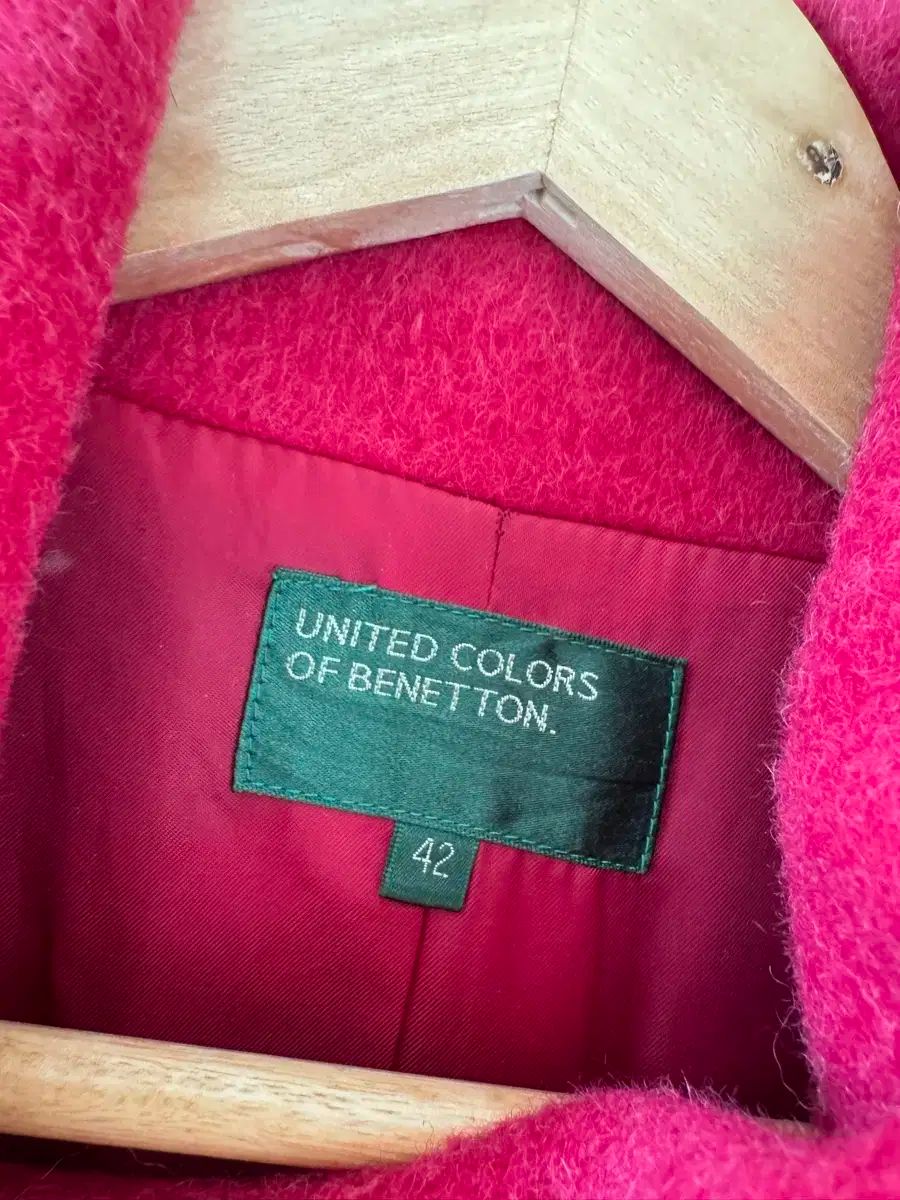 UNITED COLORS
OF BENETTON.
42